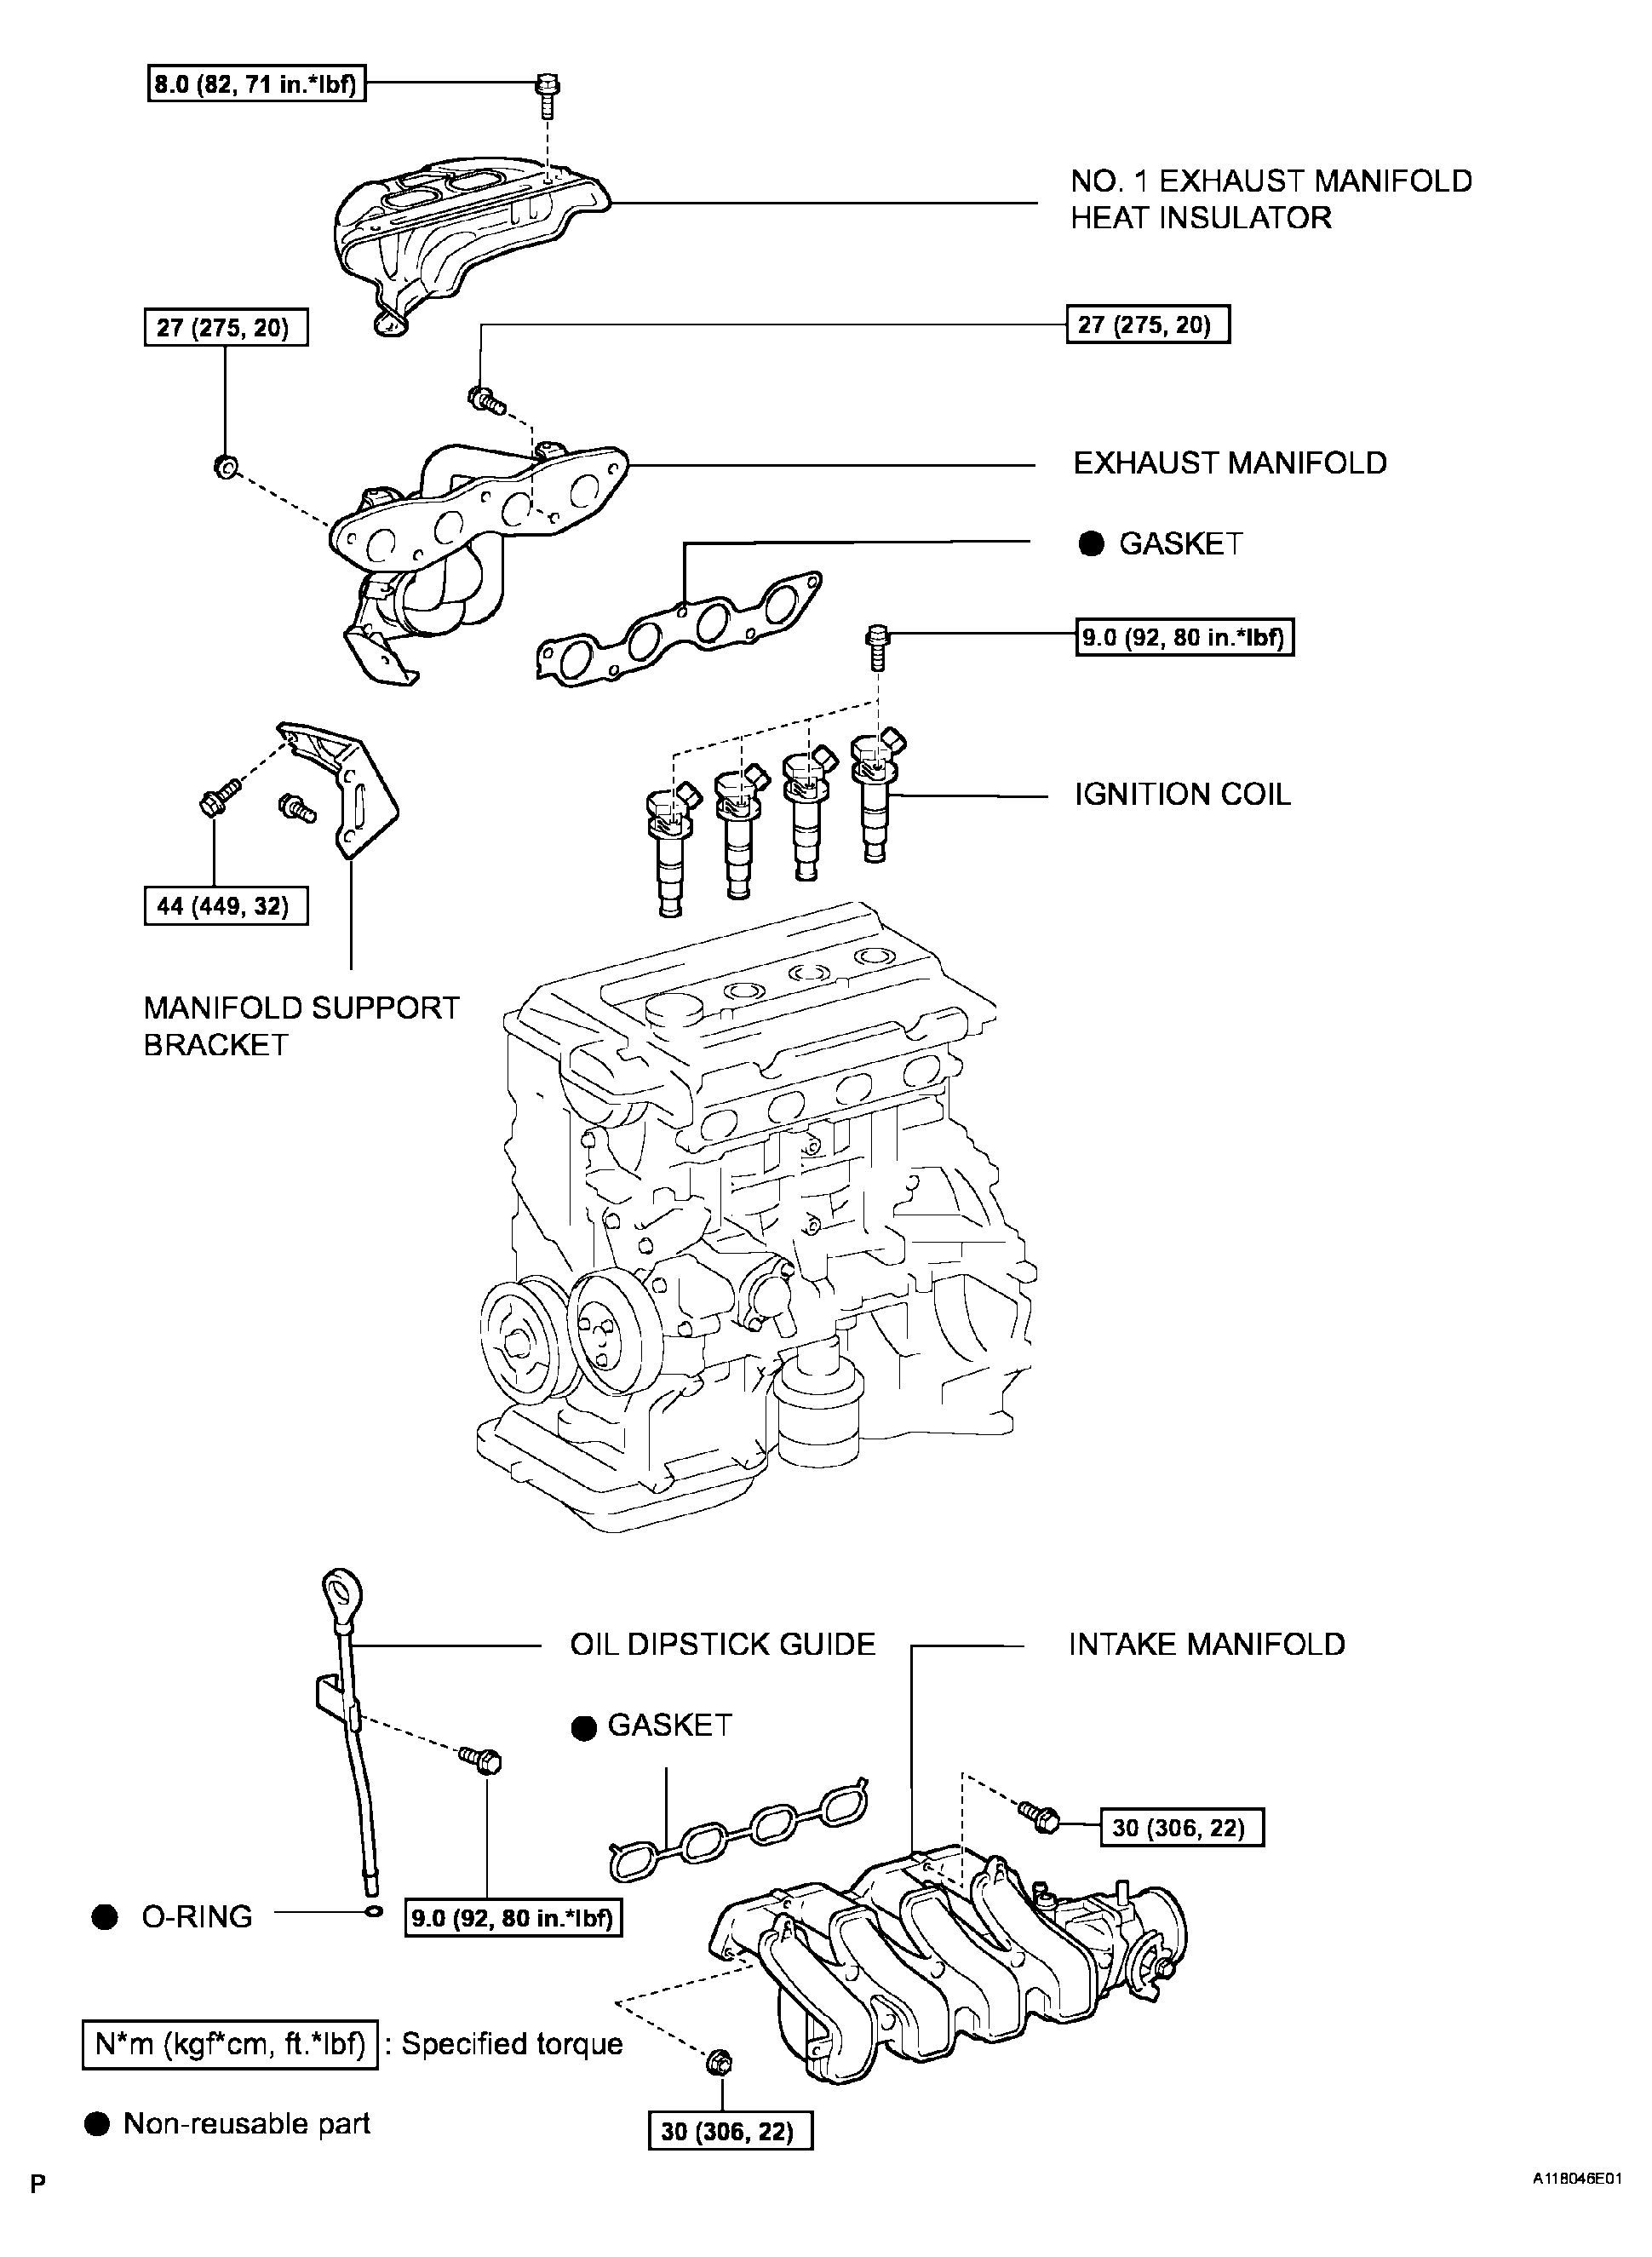 8.0 (82, 71 in.*lbf)
NO. 1 EXHAUST MANIFOLD
HEAT INSULATOR
27 (275, 20)
27 (275, 20)
EXHAUST MANIFOLD
● GASKET
9.0 (92, 80 in.*lbf)
IGNITION COIL
44 (449, 32)
MANIFOLD SUPPORT
BRACKET
OIL DIPSTICK GUIDE
INTAKE MANIFOLD
● GASKET
30 (306, 22)
● O-RING
9.0 (92, 80 in.*lbf)
N*m (kgf*cm, ft.*lbf) : Specified torque
● Non-reusable part
30 (306, 22)
P
A118046E01